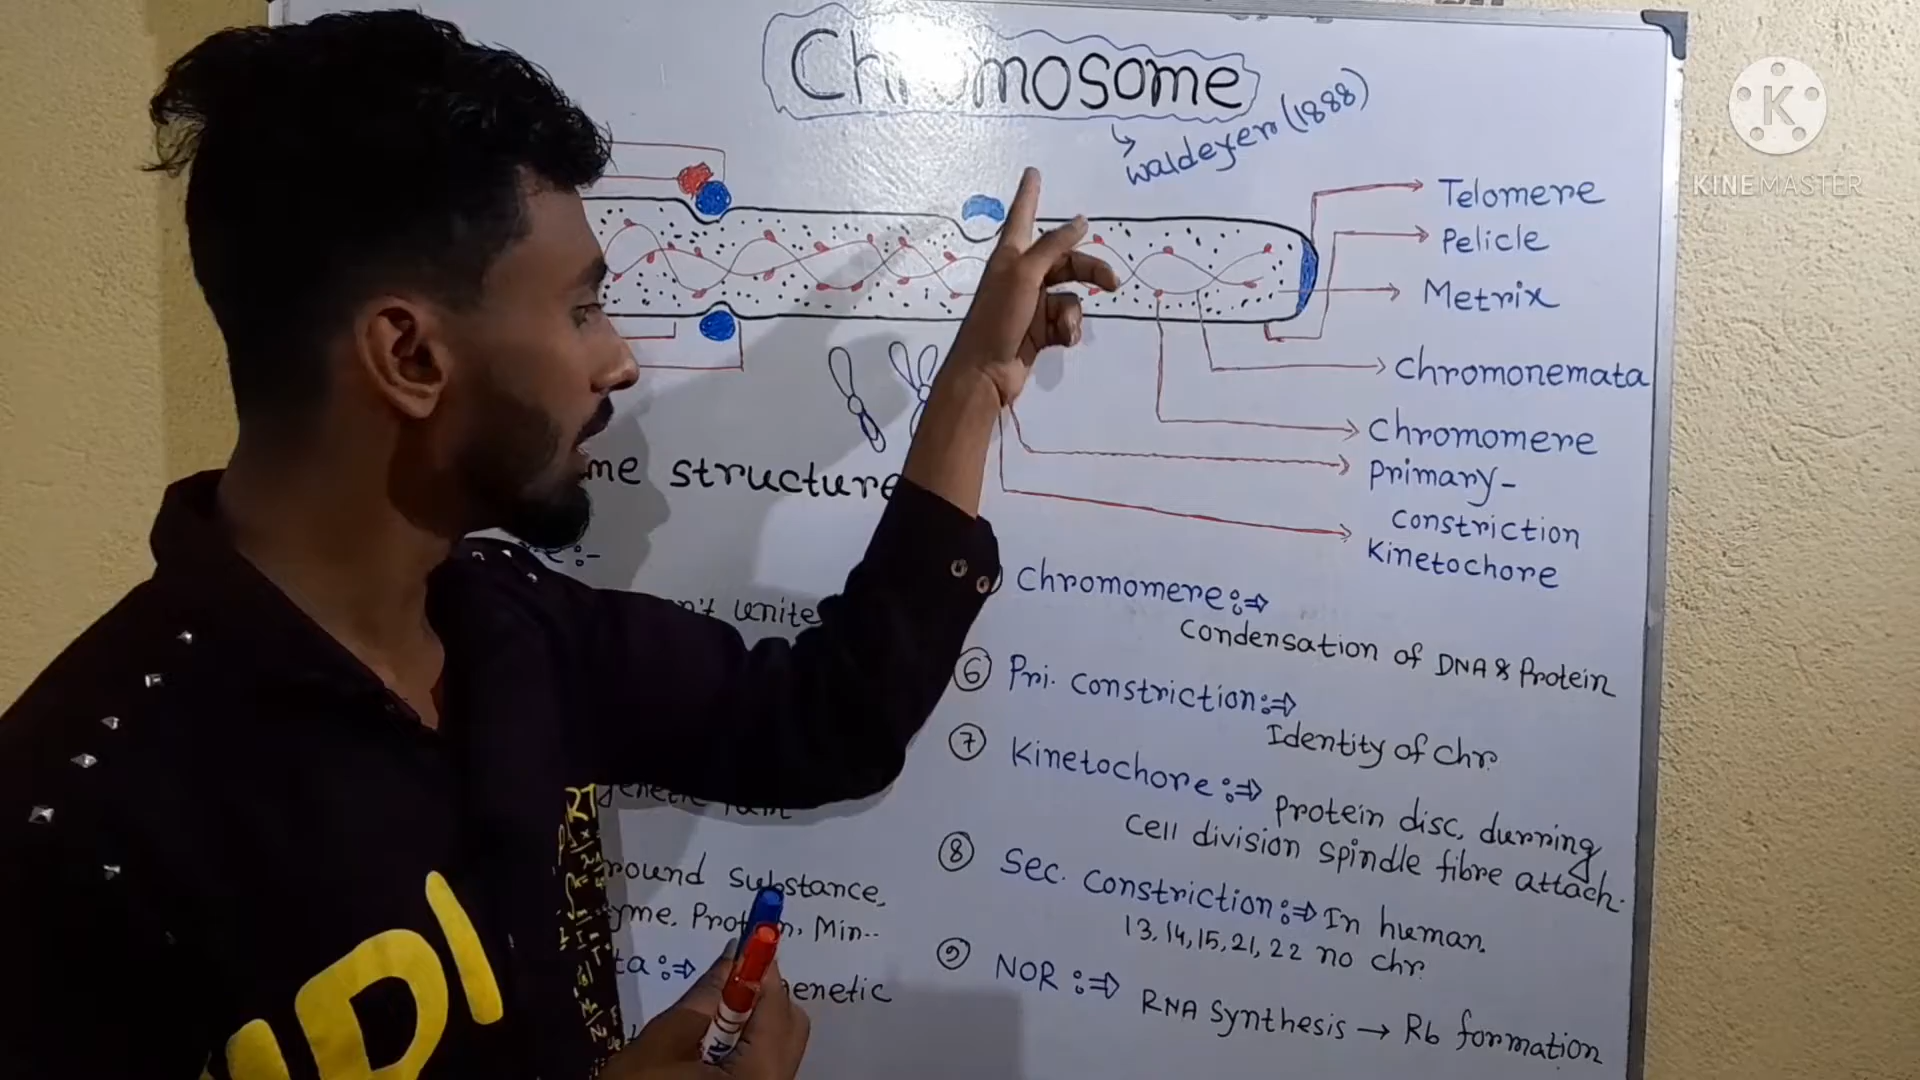 Chromosome
waldeyer (1888)
KINEMASTER
Telomere
Pelicle
Metrix
Chromonemata
Chromomere
Primary-
constriction
Kinetochore
me structure
:-
n't unite
genetic
round substance,
yme, Protein, Min--
ta :⇒
genetic
Chromomere :⇒
Condensation of DNA & Protein
⑥ Pri. constriction :⇒
Identity of chr.
⑦ Kinetochore :⇒ Protein disc, durring
cell division spindle fibre attach.
⑧ Sec. constriction :⇒ In human.
13, 14, 15, 21, 22 no chr.
⑨ NOR :⇒
RNA synthesis → Rb formation